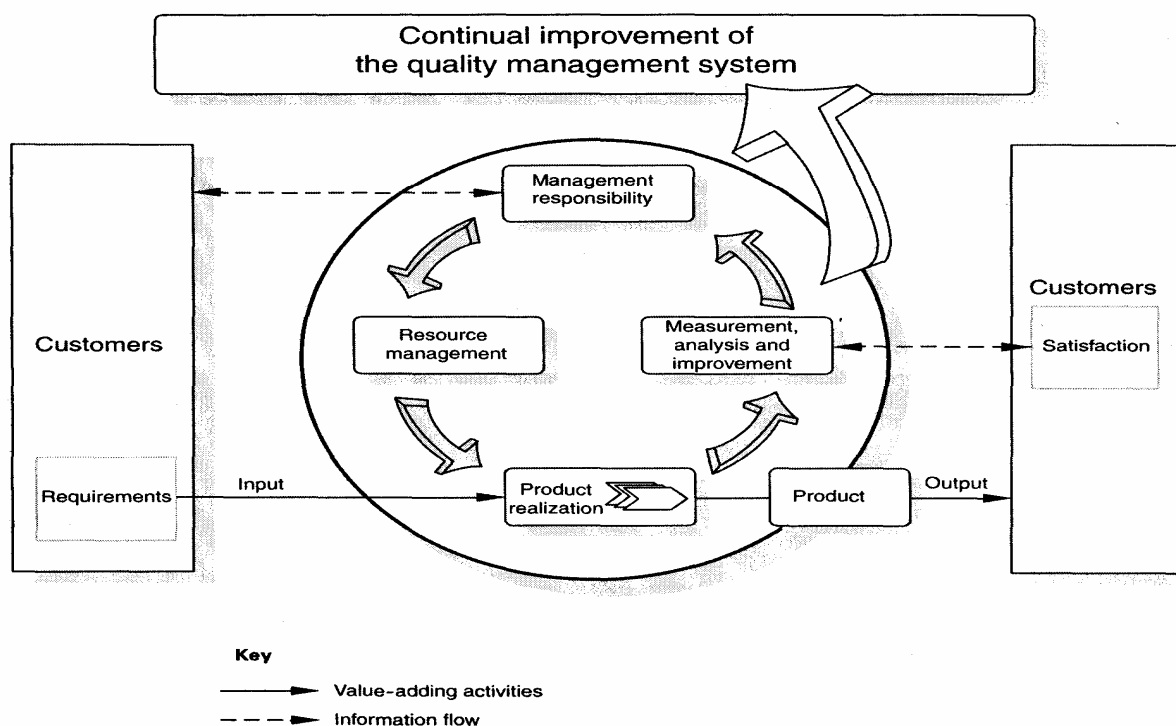 Continual improvement of
the quality management system
Management
responsibility
Customers
Resource
management
Measurement,
analysis and
improvement
Customers
Satisfaction
Requirements
Input
Product
realization
Product
Output
Key
Value-adding activities
Information flow